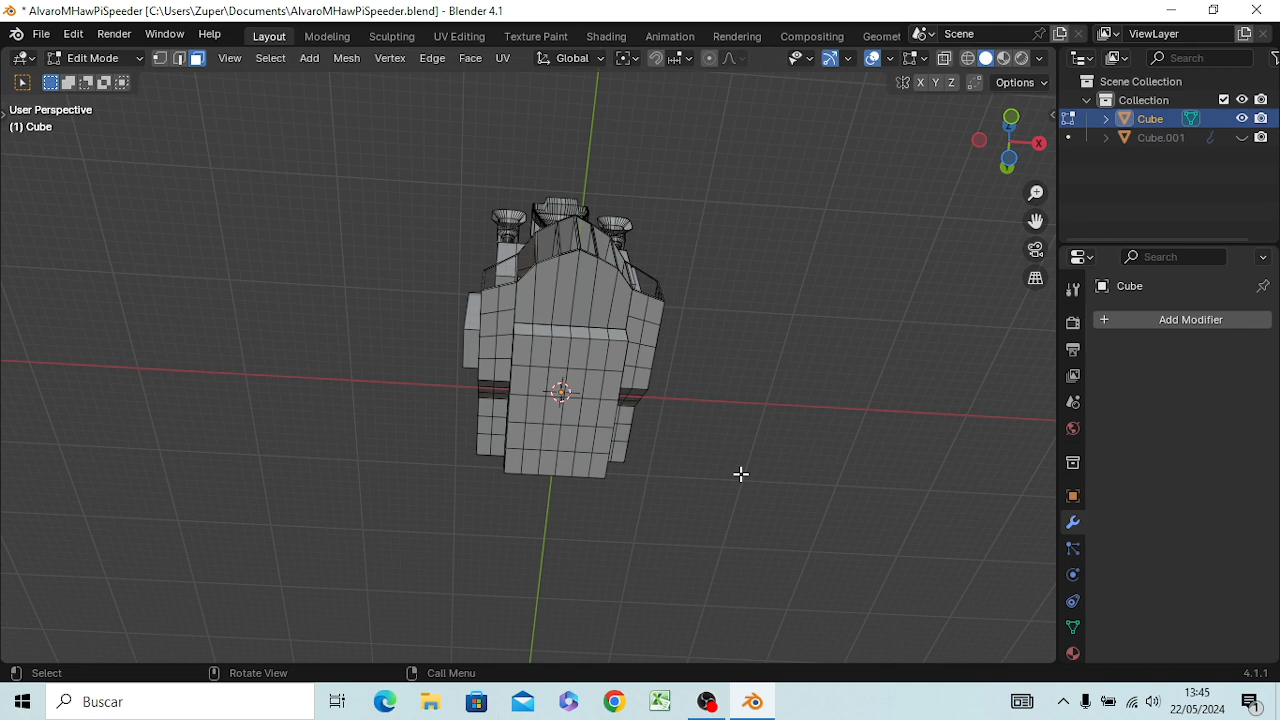 * AlvaroMHawPiSpeeder [C:\Users\Zuper\Documents\AlvaroMHawPiSpeeder.blend] - Blender 4.1
File Edit Render Window Help Layout Modeling Sculpting UV Editing Texture Paint Shading Animation Rendering Compositing Geomet Scene ViewLayer
Edit Mode View Select Add Mesh Vertex Edge Face UV Global Search
X Y Z Options
User Perspective
(1) Cube
Scene Collection
Collection
Cube
Cube.001
X
Search
Cube
Add Modifier
Select Rotate View Call Menu 4.1.1
Buscar
13:45
22/05/2024
1